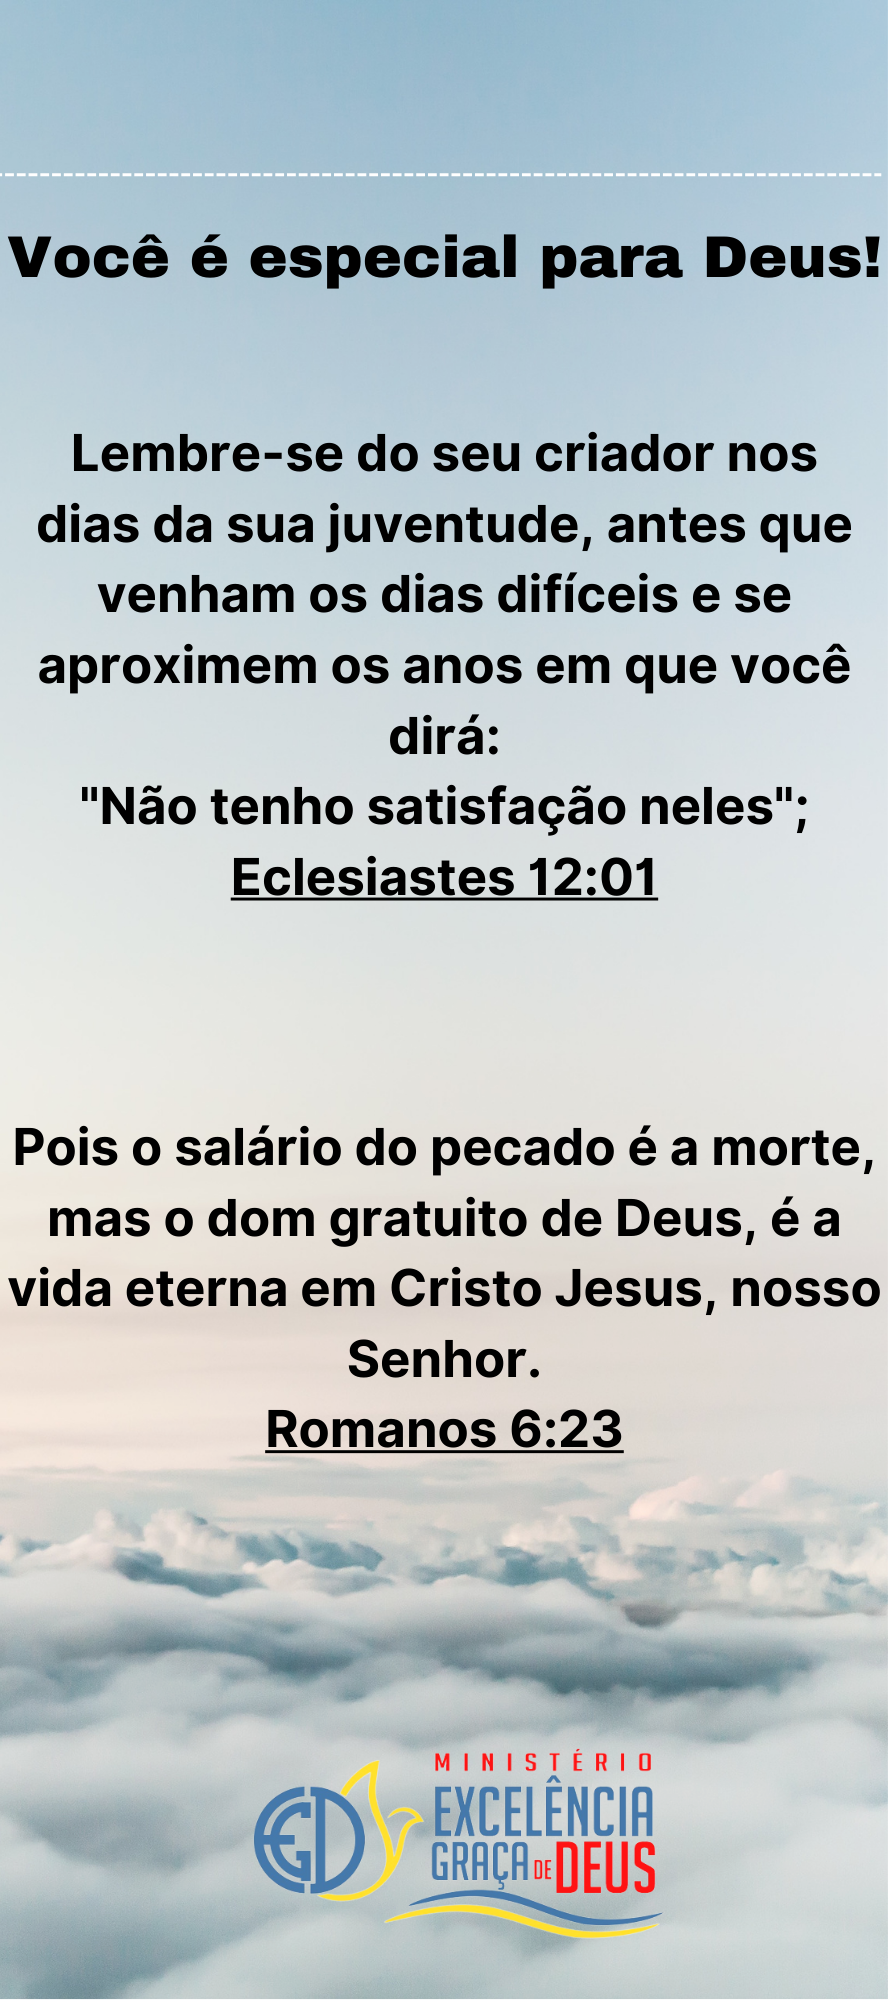 Você é especial para Deus!
Lembre-se do seu criador nos
dias da sua juventude, antes que
venham os dias difíceis e se
aproximem os anos em que você
dirá:
"Não tenho satisfação neles";
Eclesiastes 12:01
Pois o salário do pecado é a morte,
mas o dom gratuito de Deus, é a
vida eterna em Cristo Jesus, nosso
Senhor.
Romanos 6:23
MINISTÉRIO
EGD EXCELÊNCIA
GRAÇA DE DEUS